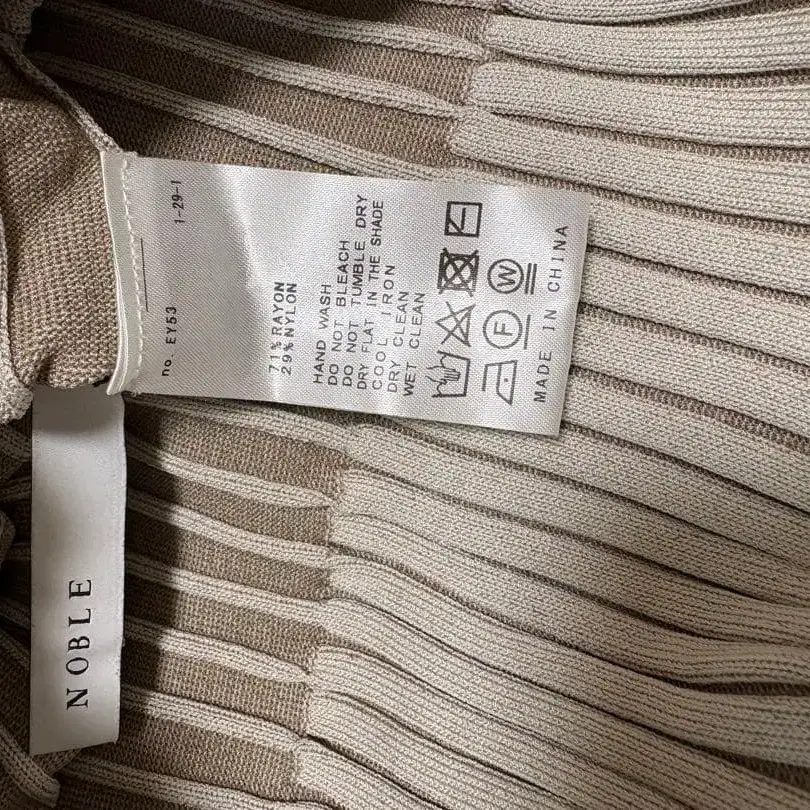 no. EY53 1-29-1
71% RAYON
29% NYLON
HAND WASH
DO NOT BLEACH
DO NOT TUMBLE DRY
DRY FLAT IN THE SHADE
COOL IRON
DRY CLEAN
WET CLEAN
F W
MADE IN CHINA
NOBLE